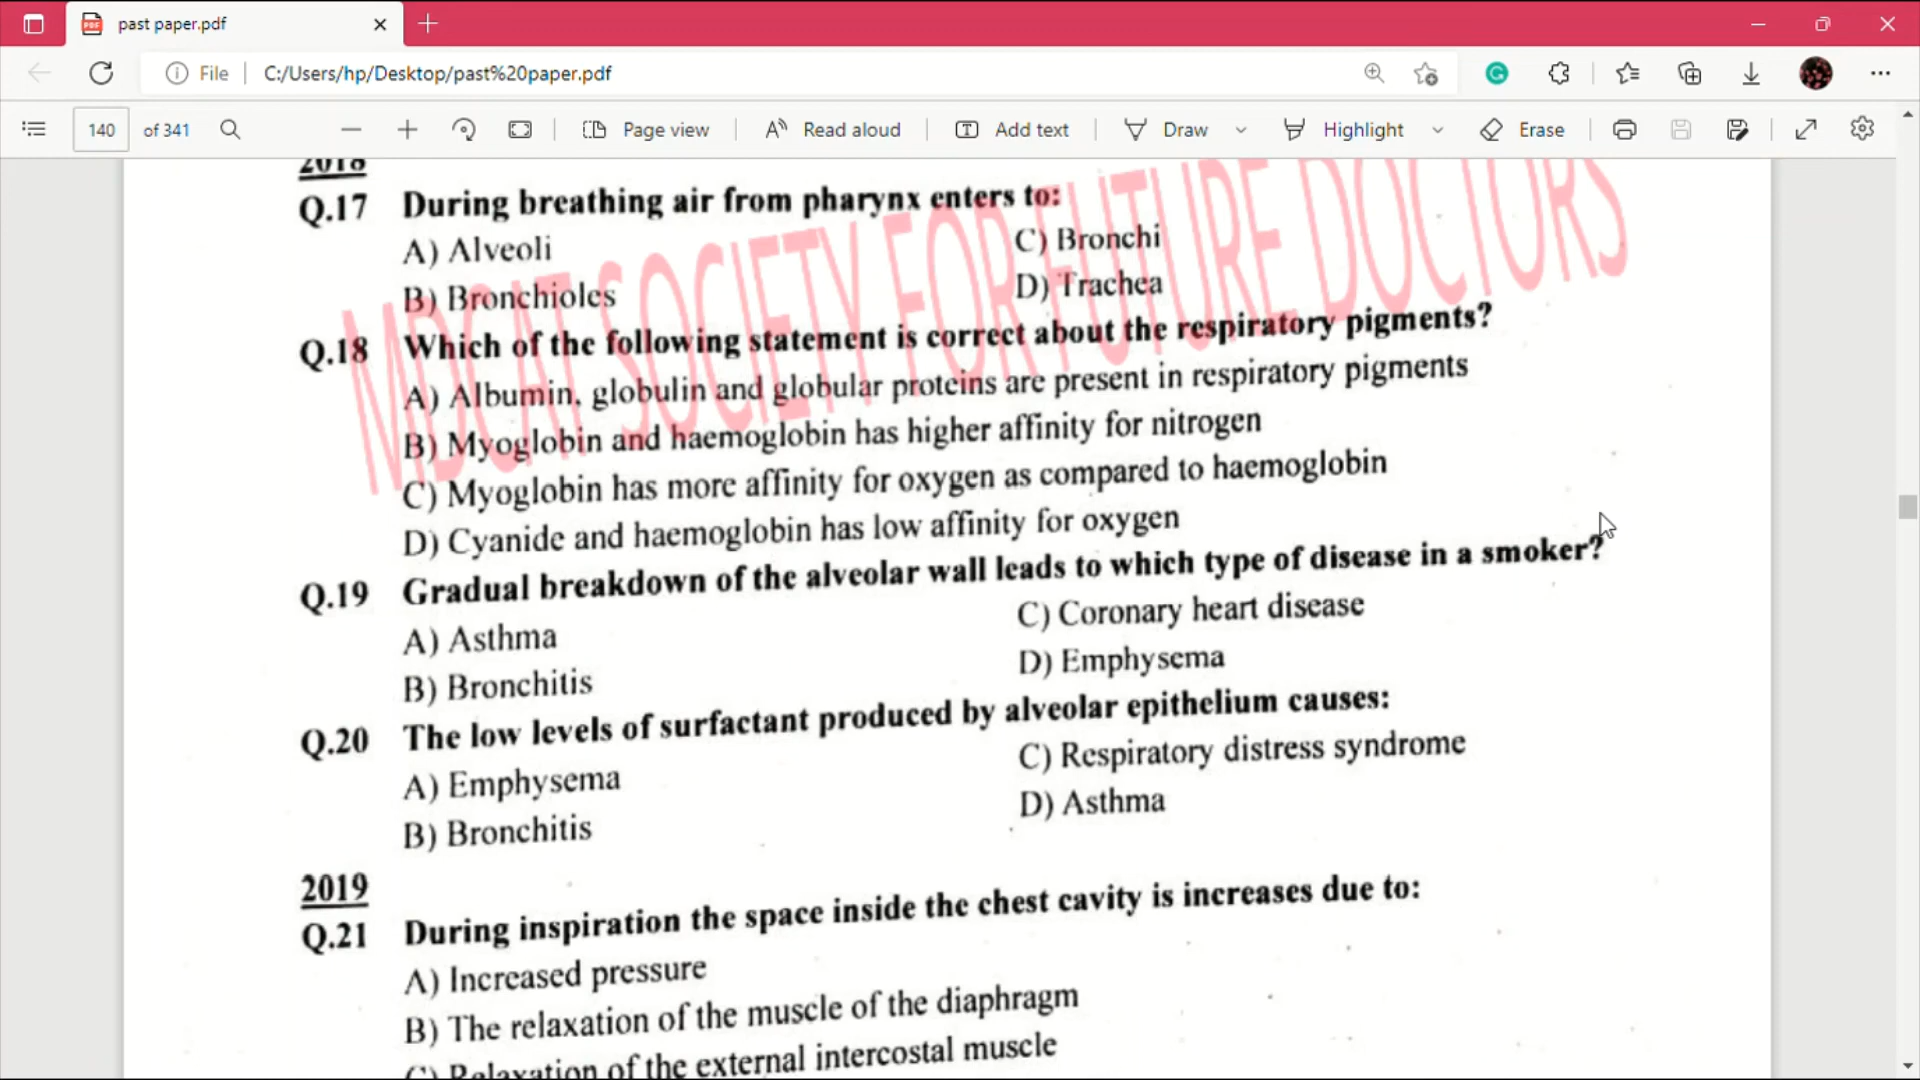 past paper.pdf
File
C:/Users/hp/Desktop/past%20paper.pdf
140 of 341
Page view
Read aloud
Add text
Draw
Highlight
Erase
2018
Q.17 During breathing air from pharynx enters to:
A) Alveoli
C) Bronchi
B) Bronchioles
D) Trachea
MDCAT SOCIETY FOR FUTURE DOCTORS
Q.18 Which of the following statement is correct about the respiratory pigments?
A) Albumin, globulin and globular proteins are present in respiratory pigments
B) Myoglobin and haemoglobin has higher affinity for nitrogen
C) Myoglobin has more affinity for oxygen as compared to haemoglobin
D) Cyanide and haemoglobin has low affinity for oxygen
Q.19 Gradual breakdown of the alveolar wall leads to which type of disease in a smoker?
A) Asthma
C) Coronary heart disease
B) Bronchitis
D) Emphysema
Q.20 The low levels of surfactant produced by alveolar epithelium causes:
A) Emphysema
C) Respiratory distress syndrome
B) Bronchitis
D) Asthma
2019
Q.21 During inspiration the space inside the chest cavity is increases due to:
A) Increased pressure
B) The relaxation of the muscle of the diaphragm
C) Relaxation of the external intercostal muscle